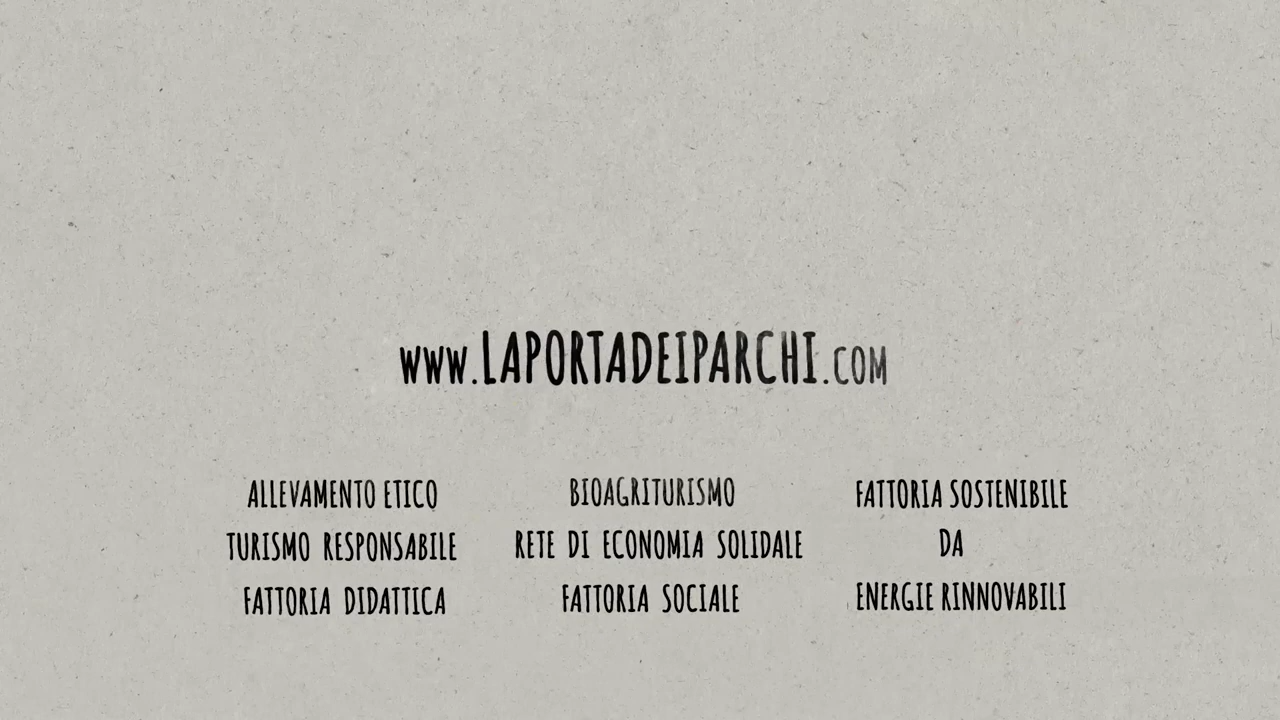 www.LAPORTADEIPARCHI.COM
ALLEVAMENTO ETICO
TURISMO RESPONSABILE
FATTORIA DIDATTICA
BIOAGRITURISMO
RETE DI ECONOMIA SOLIDALE
FATTORIA SOCIALE
FATTORIA SOSTENIBILE
DA
ENERGIE RINNOVABILI